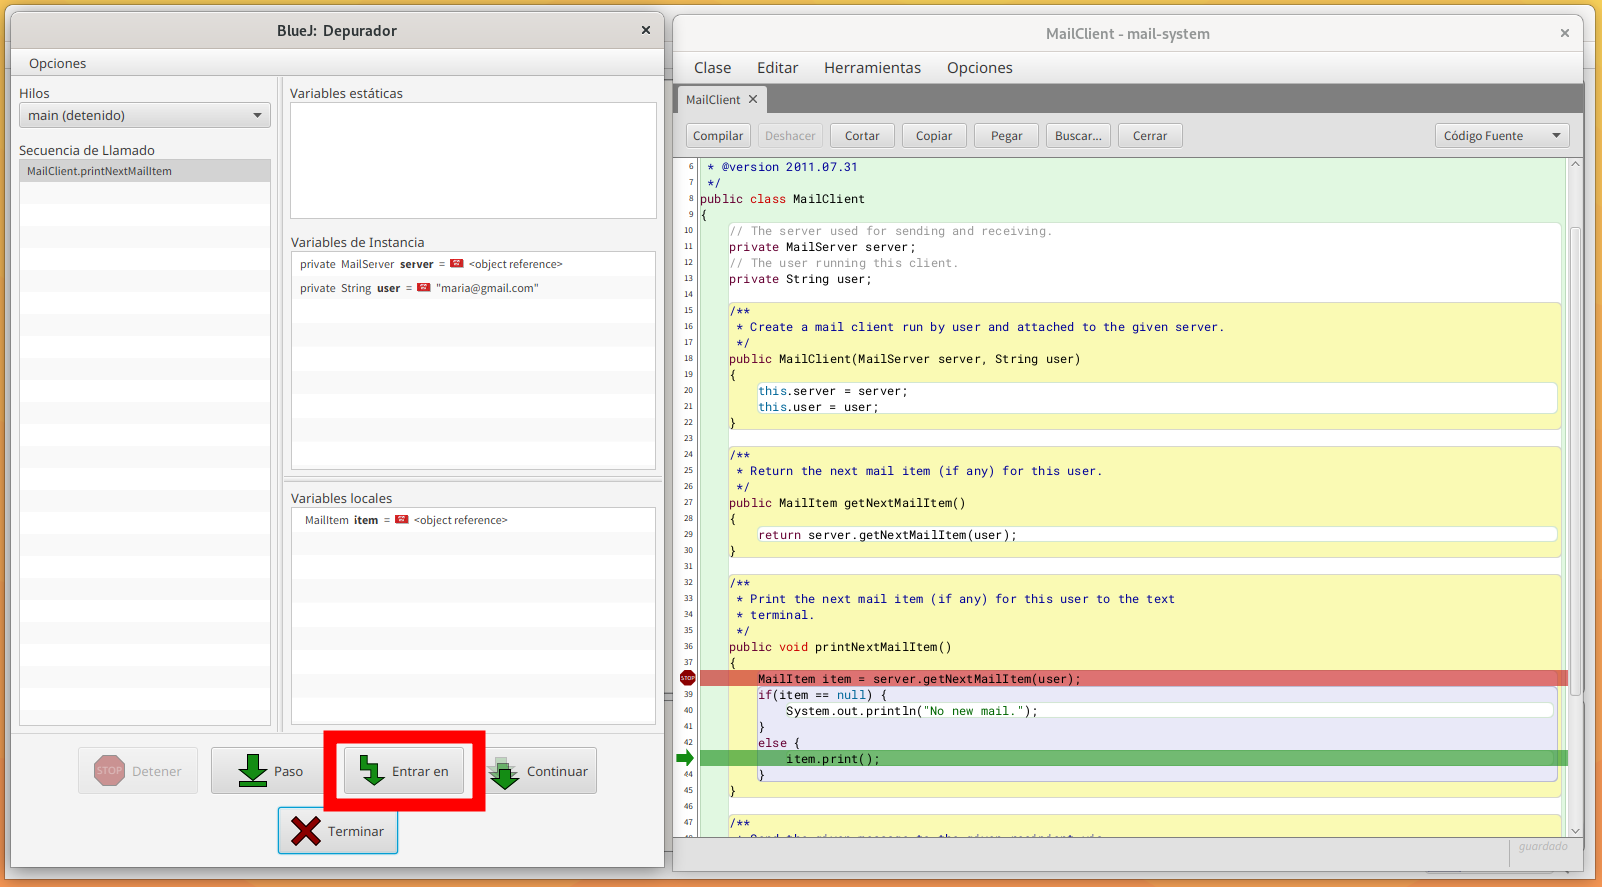 BlueJ: Depurador
Opciones
Hilos
main (detenido)
Secuencia de Llamado
MailClient.printNextMailItem
Variables estáticas
Variables de Instancia
private MailServer server = <object reference>
private String user = "maria@gmail.com"
Variables locales
MailItem item = <object reference>
STOP Detener
Paso
Entrar en
Continuar
Terminar
MailClient - mail-system
Clase Editar Herramientas Opciones
MailClient
Compilar Deshacer Cortar Copiar Pegar Buscar... Cerrar Código Fuente
6 * @version 2011.07.31
7 */
8 public class MailClient
9 {
10 // The server used for sending and receiving.
11 private MailServer server;
12 // The user running this client.
13 private String user;
14
15 /**
16 * Create a mail client run by user and attached to the given server.
17 */
18 public MailClient(MailServer server, String user)
19 {
20 this.server = server;
21 this.user = user;
22 }
23
24 /**
25 * Return the next mail item (if any) for this user.
26 */
27 public MailItem getNextMailItem()
28 {
29 return server.getNextMailItem(user);
30 }
31
32 /**
33 * Print the next mail item (if any) for this user to the text
34 * terminal.
35 */
36 public void printNextMailItem()
37 {
STOP MailItem item = server.getNextMailItem(user);
39 if(item == null) {
40 System.out.println("No new mail.");
41 }
42 else {
item.print();
44 }
45 }
46
47 /**
guardado